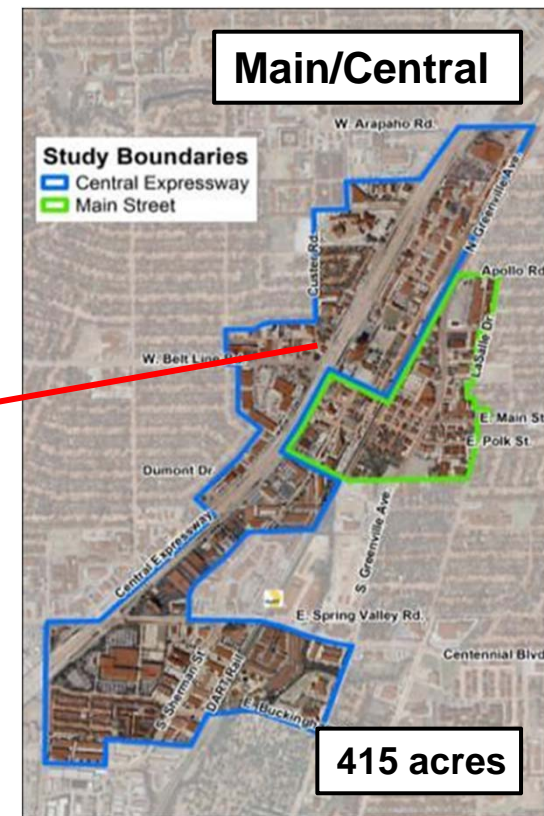 Main/Central
W. Arapaho Rd.
Study Boundaries
Central Expressway
Main Street
N. Greenville Ave.
Custer Rd.
Apollo Rd
LaSalle Dr
W. Belt Line
E. Main St
E. Polk St.
Dumont Dr
S. Greenville Ave
Central Expressway
E. Spring Valley Rd.
Centennial Blvd
S. Sherman St
DART Rail
E. Buckingh
415 acres